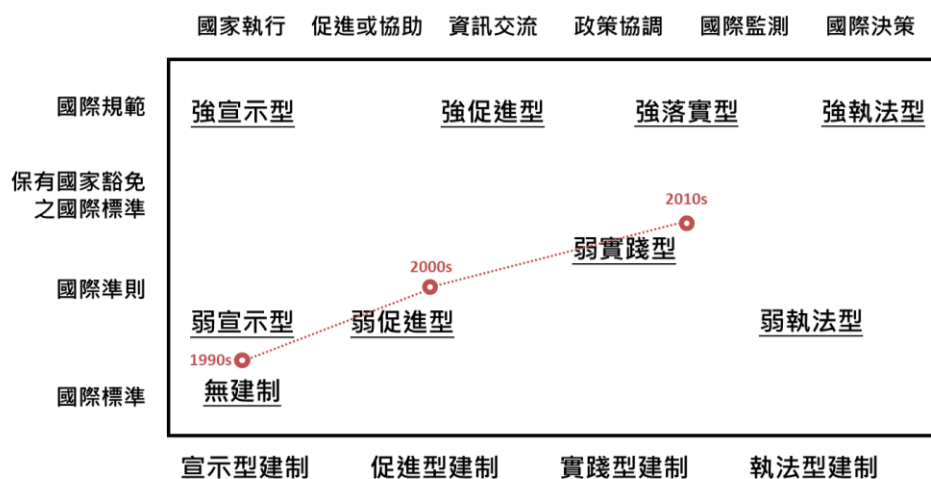 國家執行 促進或協助 資訊交流 政策協調 國際監測 國際決策
國際規範 強宣示型 強促進型 強落實型 強執法型
保有國家豁免
之國際標準
2010s
弱實踐型
2000s
國際準則
弱宣示型 弱促進型 弱執法型
1990s
國際標準 無建制
宣示型建制 促進型建制 實踐型建制 執法型建制